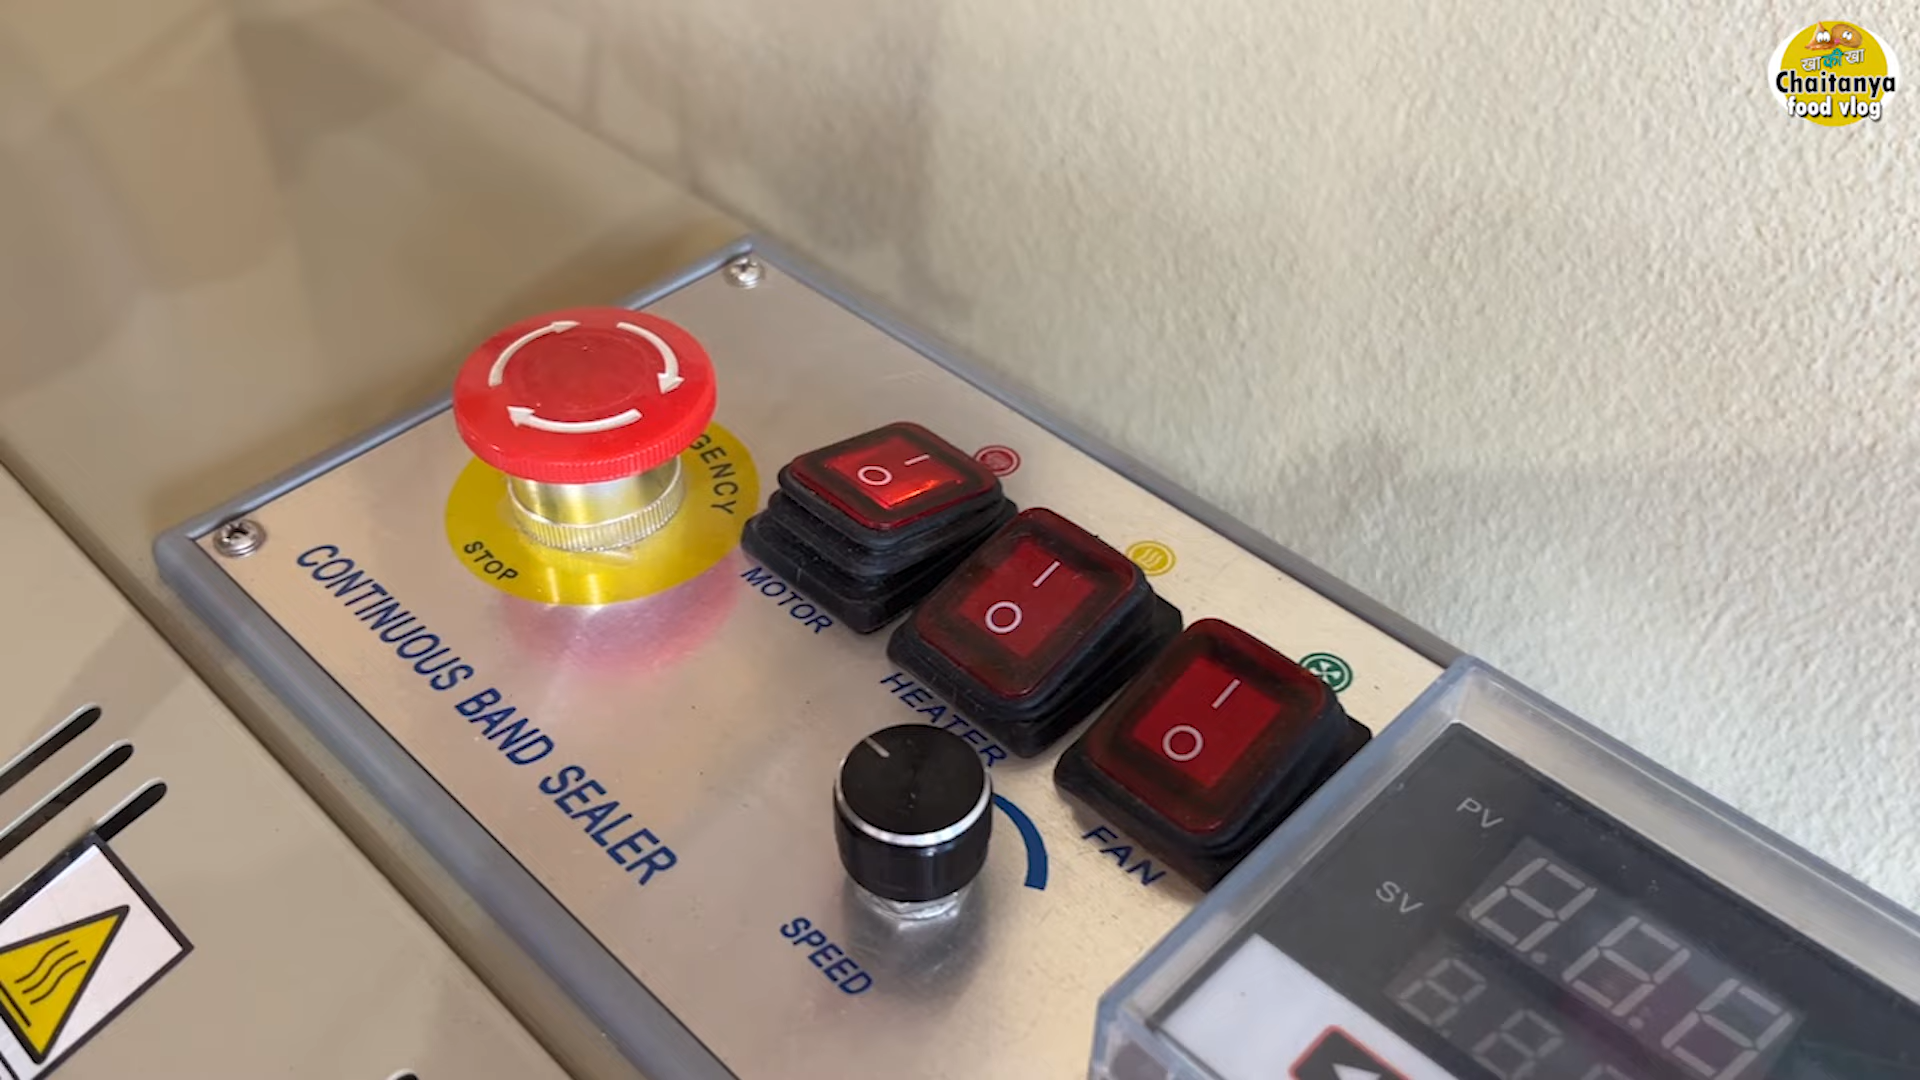 खा की खा
Chaitanya
food vlog
GENCY
STOP
CONTINUOUS BAND SEALER
MOTOR
HEATER
FAN
SPEED
PV
SV